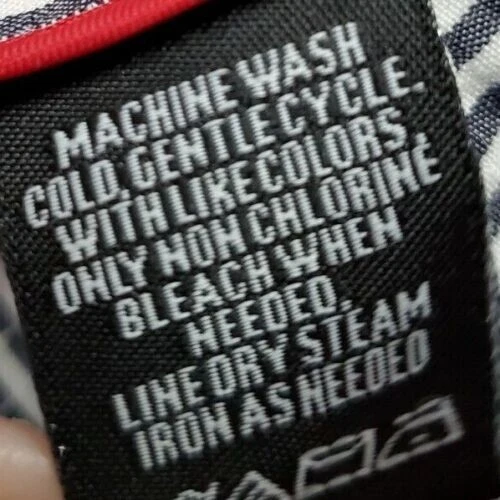 MACHINE WASH
COLD, GENTLE CYCLE,
WITH LIKE COLORS,
ONLY NON CHLORINE
BLEACH WHEN
NEEDED.
LINE DRY STEAM
IRON AS NEEDED